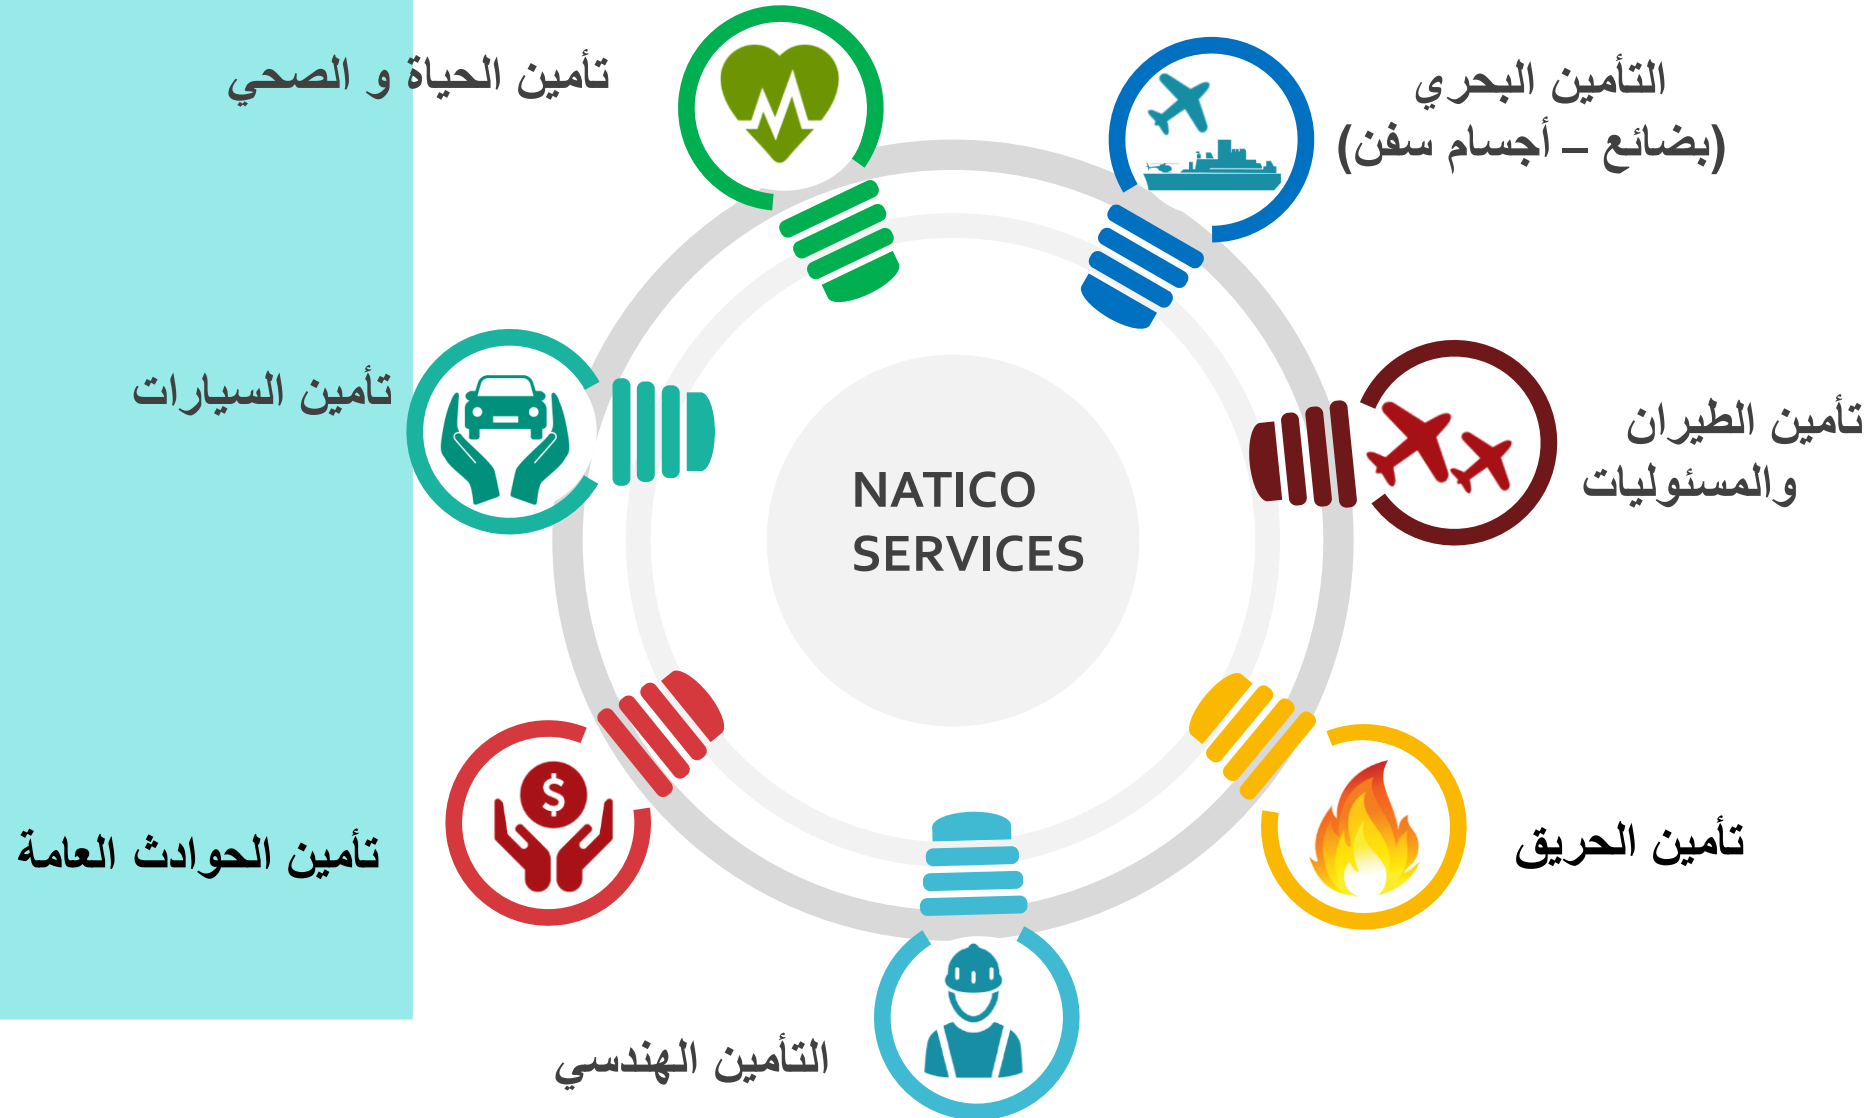 تأمين الحياة و الصحي
التأمين البحري
(بضائع – أجسام سفن)
تأمين السيارات
تأمين الطيران
والمسئوليات
NATICO
SERVICES
تأمين الحوادث العامة
$
تأمين الحريق
التأمين الهندسي